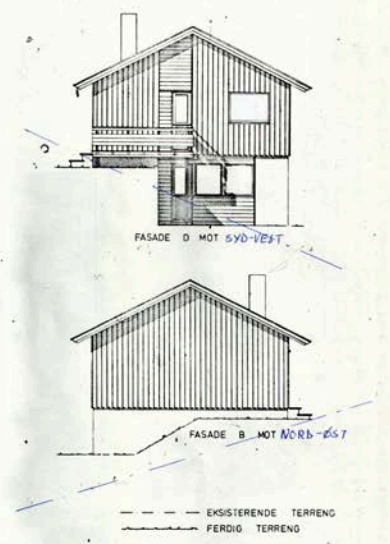 FASADE D MOT SYD-VEST
FASADE B MOT NORD-ØST
EKSISTERENDE TERRENG
FERDIG TERRENG